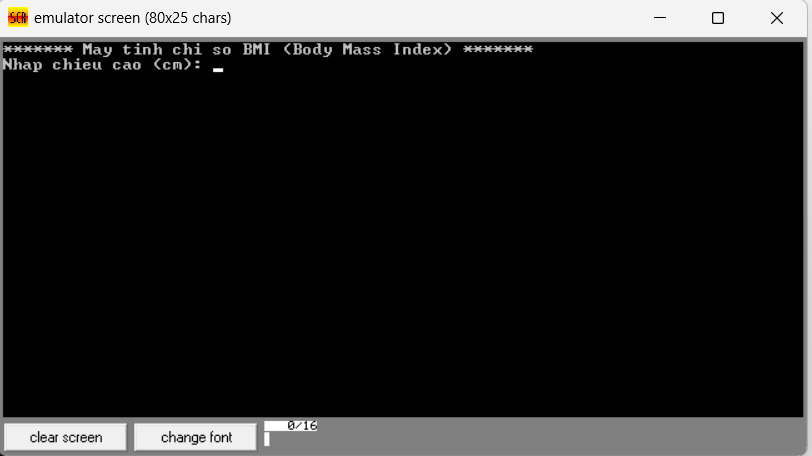 SCR emulator screen (80x25 chars)
******* May tinh chi so BMI (Body Mass Index) *******
Nhap chieu cao (cm): _
clear screen change font 0/16